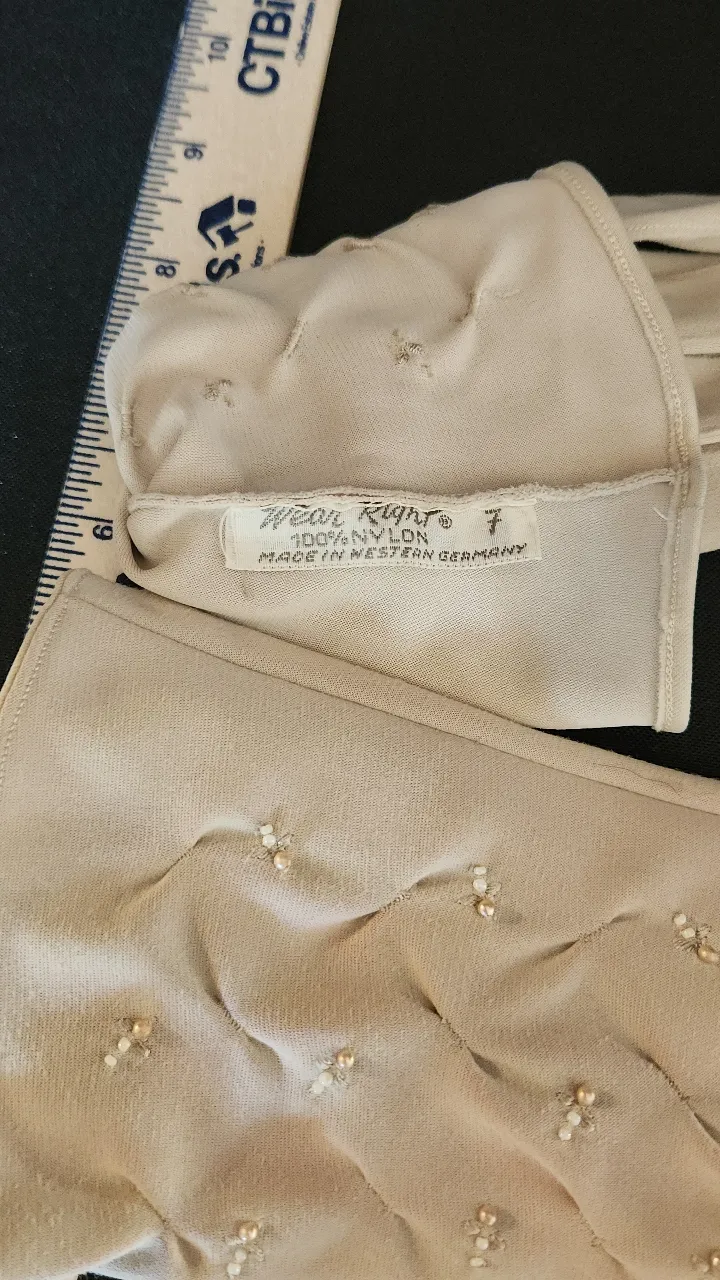 CTBi
10
9
8
S.
6
Wear Right® 7
100% NYLON
MADE IN WESTERN GERMANY